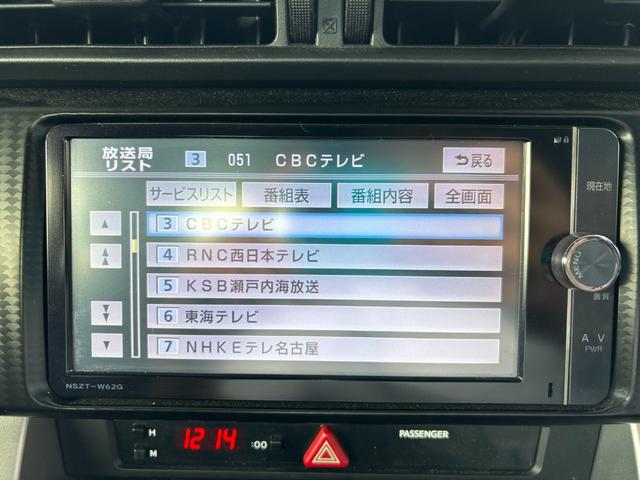 放送局
リスト
3 051 CBCテレビ
戻る
サービスリスト 番組表 番組内容 全画面
3 CBCテレビ
4 RNC西日本テレビ
5 KSB瀬戸内海放送
6 東海テレビ
7 NHKEテレ名古屋
現在地
MENU
画質
AV
PWR
NSZT-W62G
H
M
12:14
:00
PASSENGER